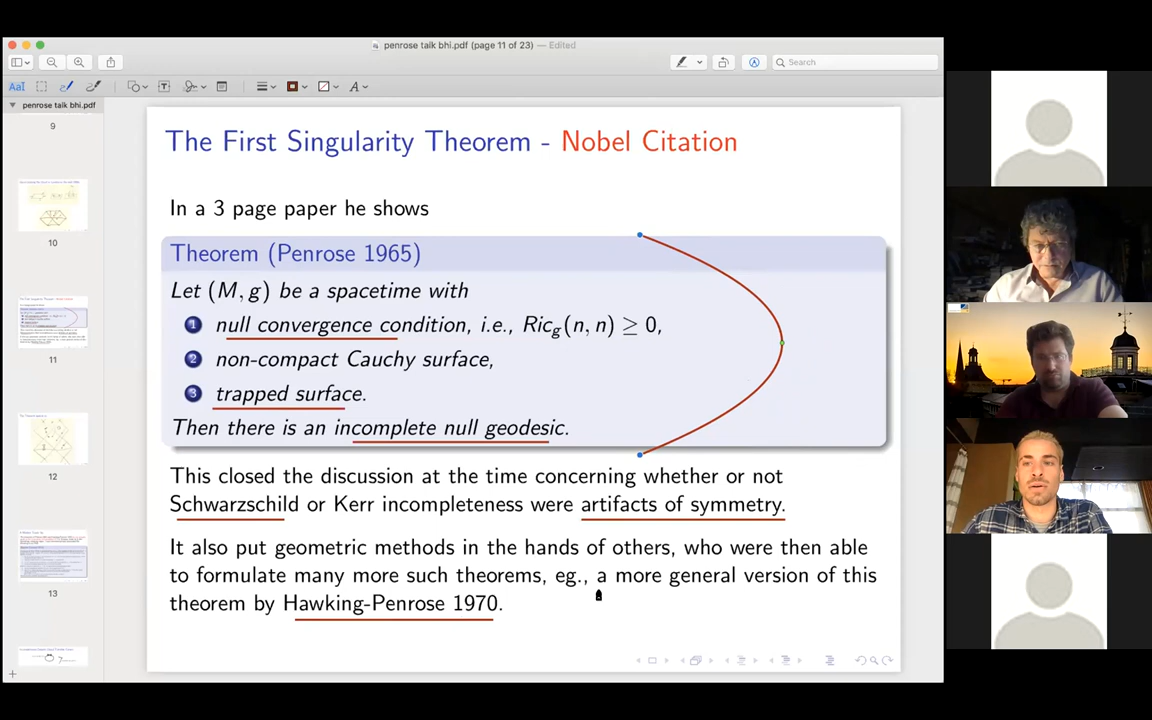 penrose talk bhi.pdf (page 11 of 23) — Edited
Search
penrose talk bhi.pdf
9
10
11
12
13
The First Singularity Theorem - Nobel Citation
In a 3 page paper he shows
Theorem (Penrose 1965)
Let (M, g) be a spacetime with
1 null convergence condition, i.e., Ric_g(n, n) ≥ 0,
2 non-compact Cauchy surface,
3 trapped surface.
Then there is an incomplete null geodesic.
This closed the discussion at the time concerning whether or not
Schwarzschild or Kerr incompleteness were artifacts of symmetry.
It also put geometric methods in the hands of others, who were then able
to formulate many more such theorems, eg., a more general version of this
theorem by Hawking-Penrose 1970.